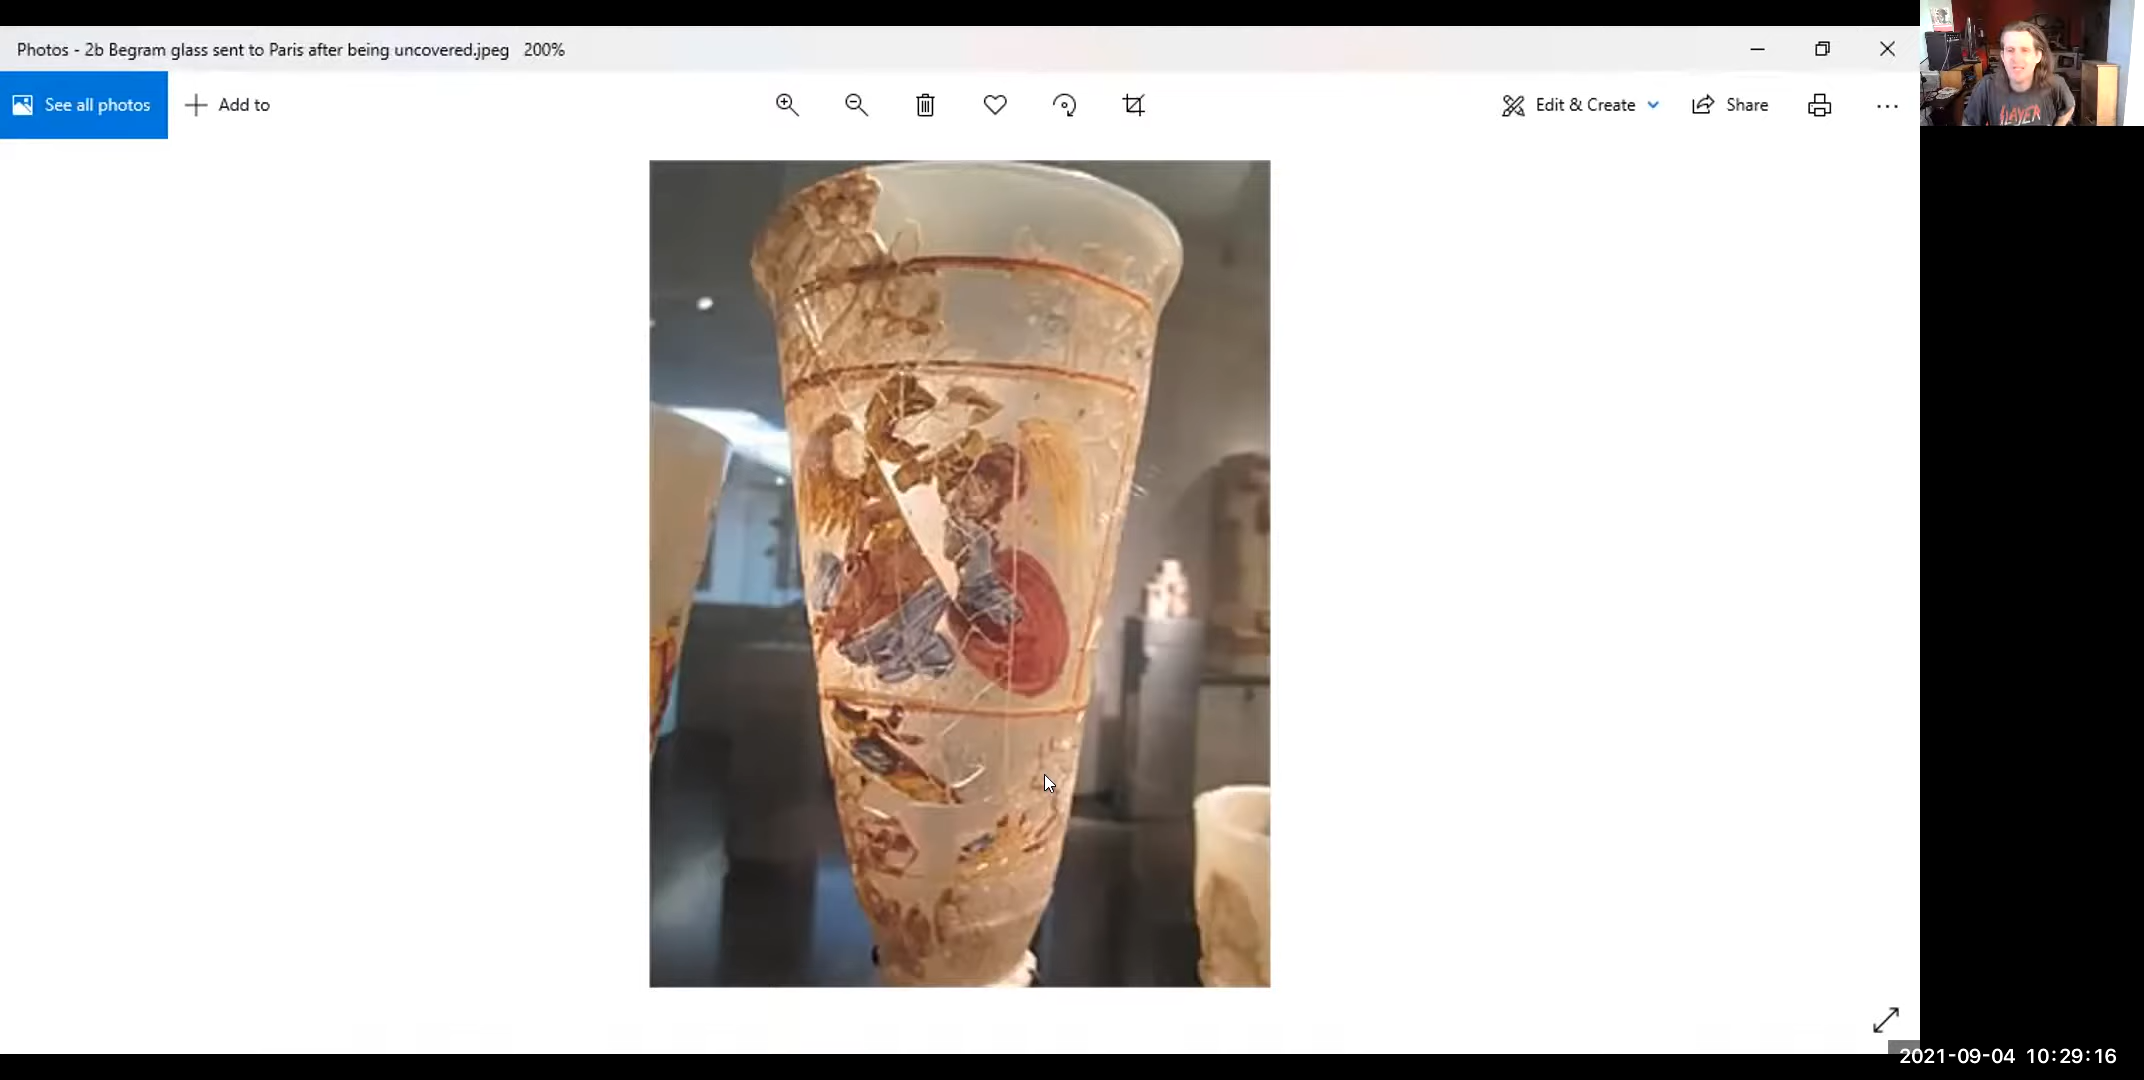 Photos - 2b Begram glass sent to Paris after being uncovered.jpeg 200%
See all photos
Add to
Edit & Create
Share
SLAYER
2021-09-04 10:29:16